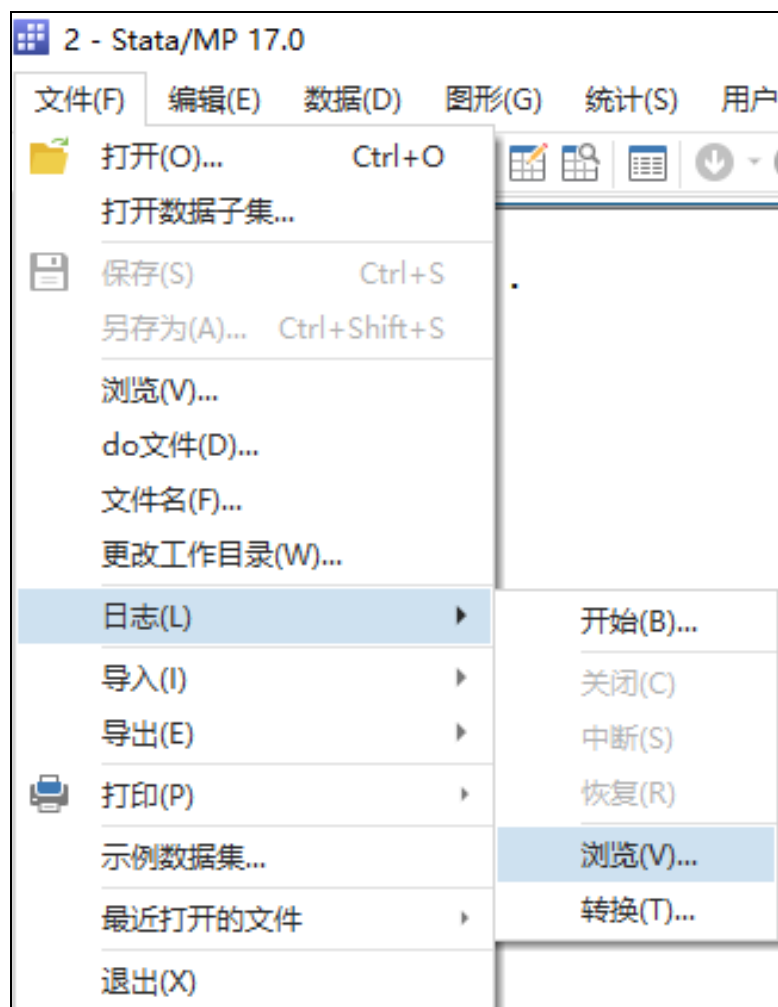 2 - Stata/MP 17.0
文件(F) 编辑(E) 数据(D) 图形(G) 统计(S) 用户
打开(O)... Ctrl+O
打开数据子集...
保存(S) Ctrl+S
另存为(A)... Ctrl+Shift+S
浏览(V)...
do文件(D)...
文件名(F)...
更改工作目录(W)...
日志(L)
导入(I)
导出(E)
打印(P)
示例数据集...
最近打开的文件
退出(X)
开始(B)...
关闭(C)
中断(S)
恢复(R)
浏览(V)...
转换(T)...